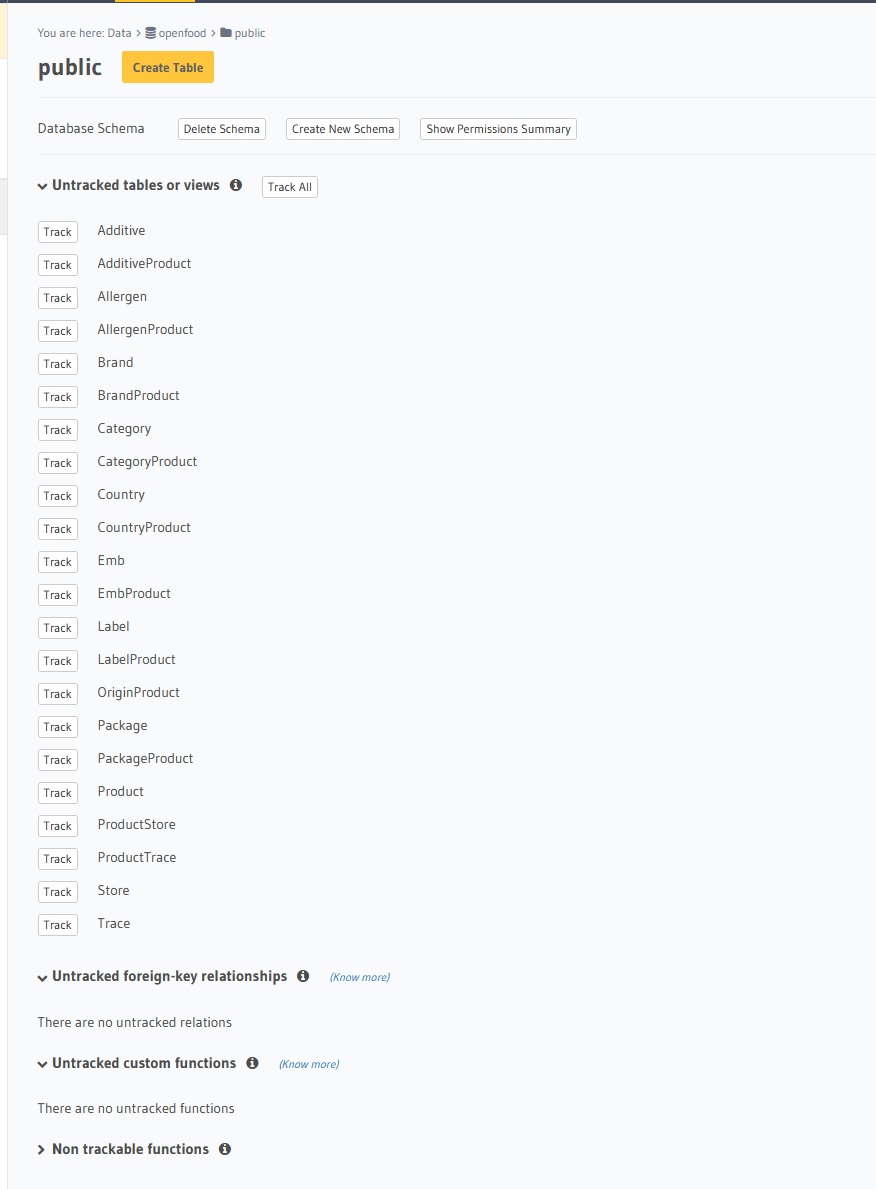 You are here: Data > openfood > public
public Create Table
Database Schema Delete Schema Create New Schema Show Permissions Summary
Untracked tables or views Track All
Track Additive
Track AdditiveProduct
Track Allergen
Track AllergenProduct
Track Brand
Track BrandProduct
Track Category
Track CategoryProduct
Track Country
Track CountryProduct
Track Emb
Track EmbProduct
Track Label
Track LabelProduct
Track OriginProduct
Track Package
Track PackageProduct
Track Product
Track ProductStore
Track ProductTrace
Track Store
Track Trace
Untracked foreign-key relationships (Know more)
There are no untracked relations
Untracked custom functions (Know more)
There are no untracked functions
Non trackable functions